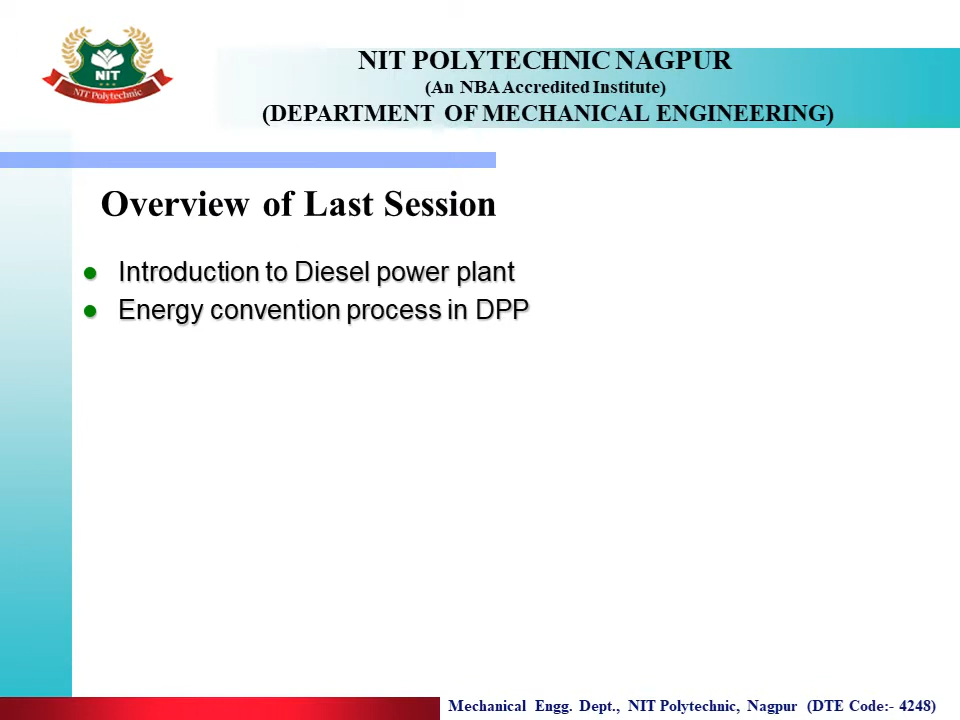 NIT
NIT Polytechnic
NIT POLYTECHNIC NAGPUR
(An NBA Accredited Institute)
(DEPARTMENT OF MECHANICAL ENGINEERING)
Overview of Last Session
Introduction to Diesel power plant
Energy convention process in DPP
Mechanical Engg. Dept., NIT Polytechnic, Nagpur (DTE Code:- 4248)